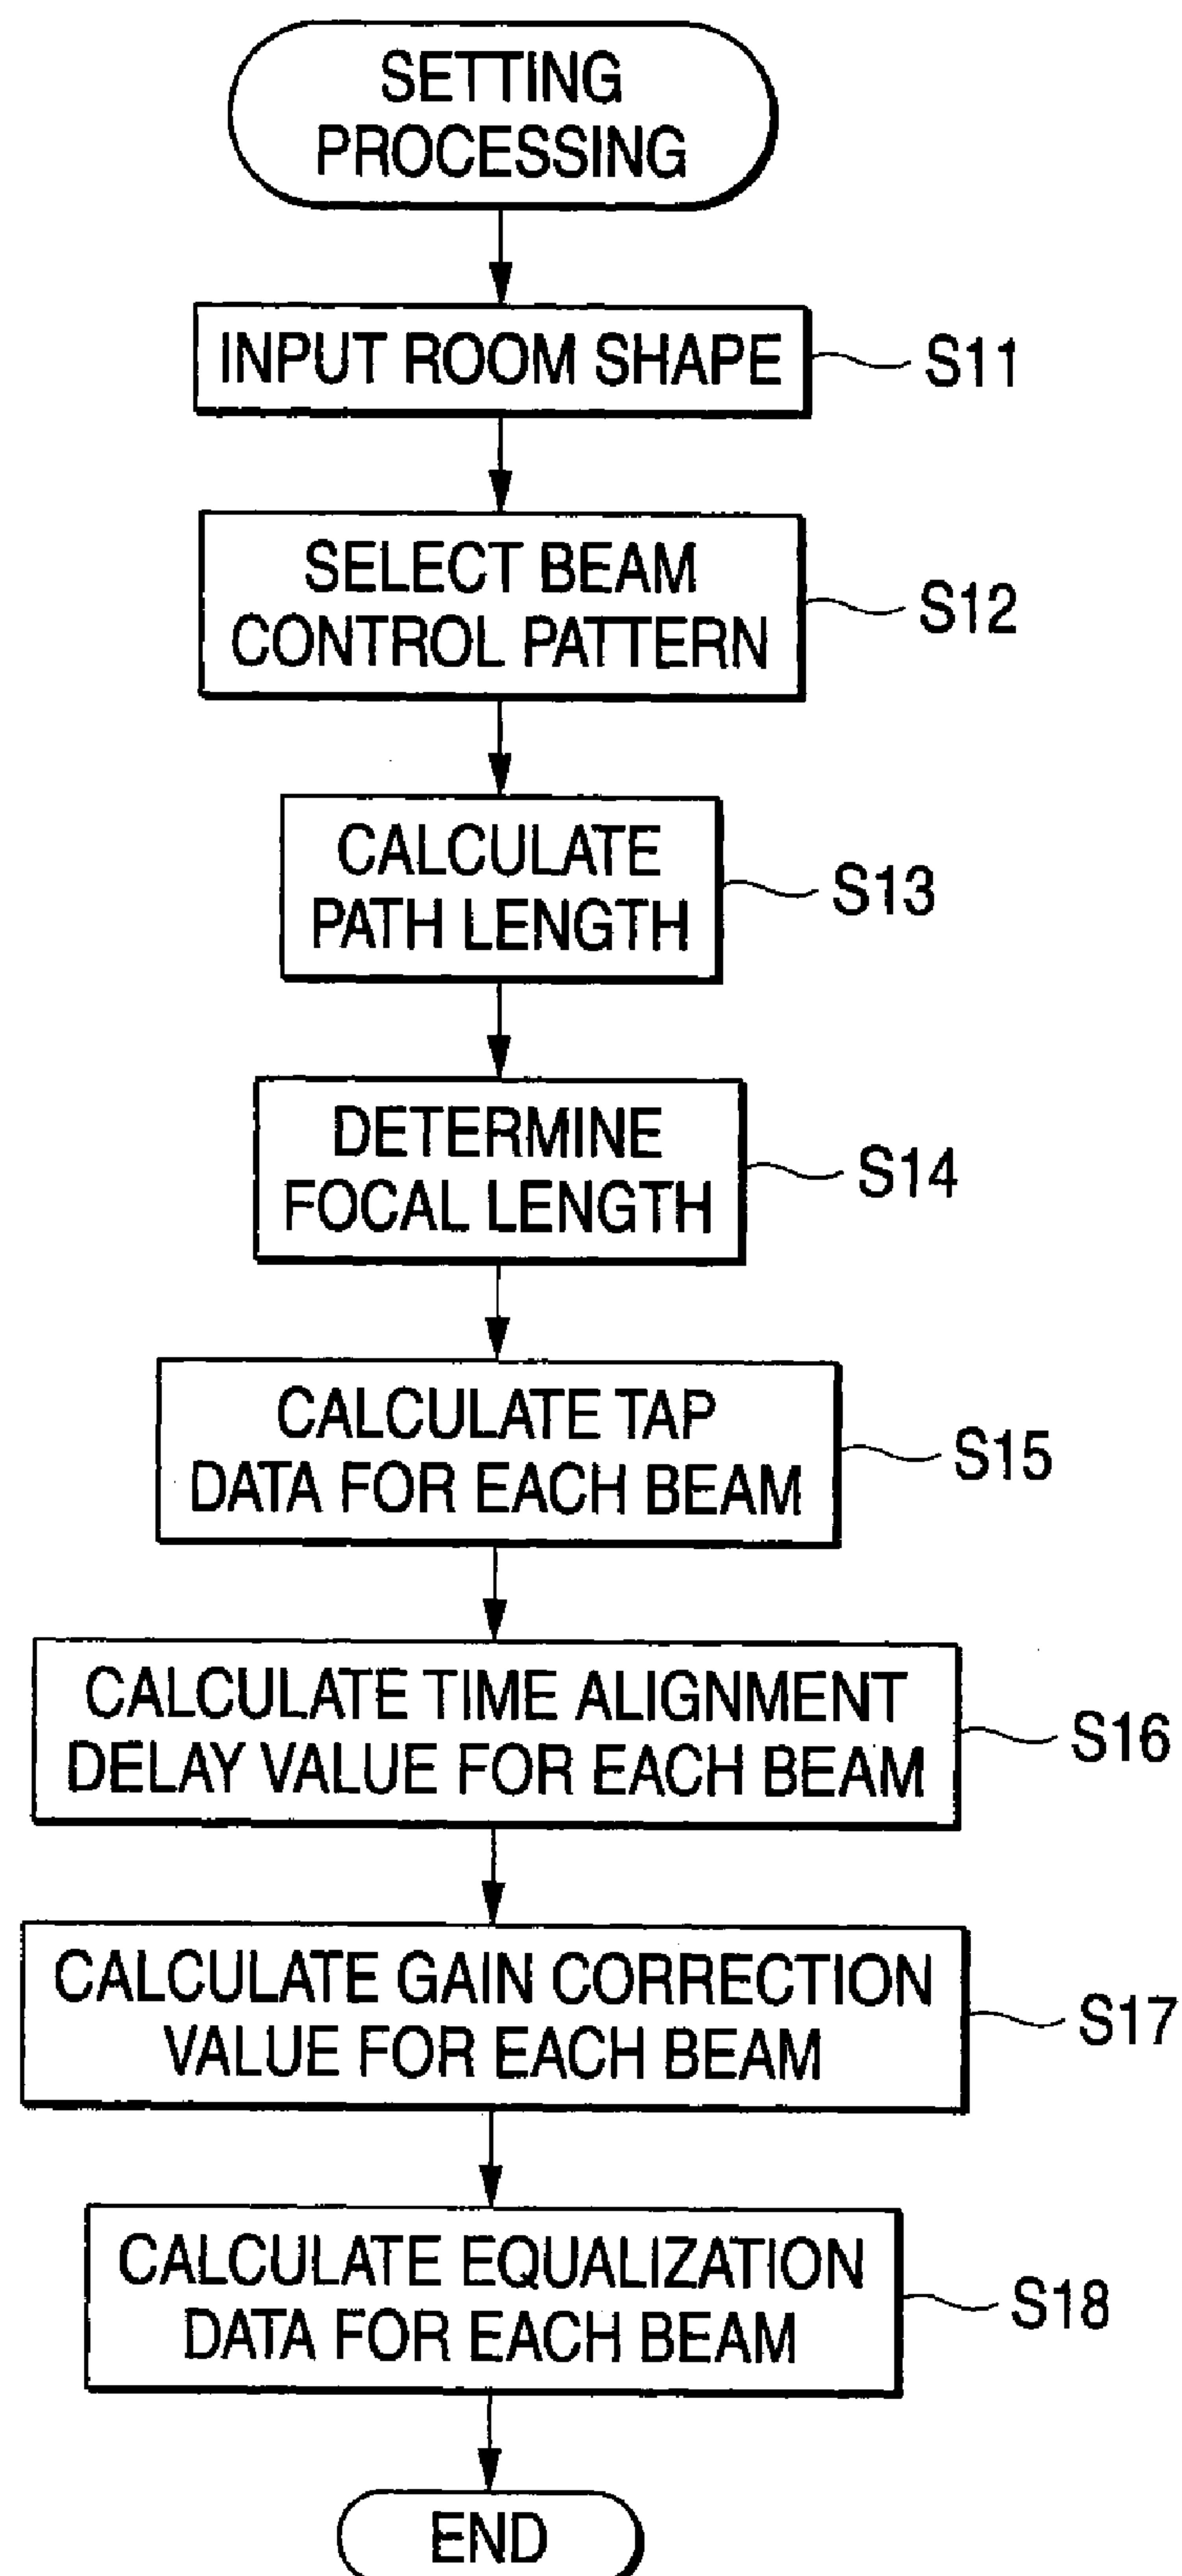 SETTING
PROCESSING
INPUT ROOM SHAPE
S11
SELECT BEAM
CONTROL PATTERN
S12
CALCULATE
PATH LENGTH
S13
DETERMINE
FOCAL LENGTH
S14
CALCULATE TAP
DATA FOR EACH BEAM
S15
CALCULATE TIME ALIGNMENT
DELAY VALUE FOR EACH BEAM
S16
CALCULATE GAIN CORRECTION
VALUE FOR EACH BEAM
S17
CALCULATE EQUALIZATION
DATA FOR EACH BEAM
S18
END